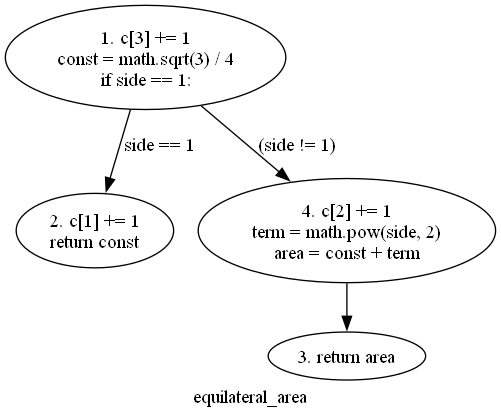 1. c[3] += 1
const = math.sqrt(3) / 4
if side == 1:
side == 1
(side != 1)
2. c[1] += 1
return const
4. c[2] += 1
term = math.pow(side, 2)
area = const + term
3. return area
equilateral_area